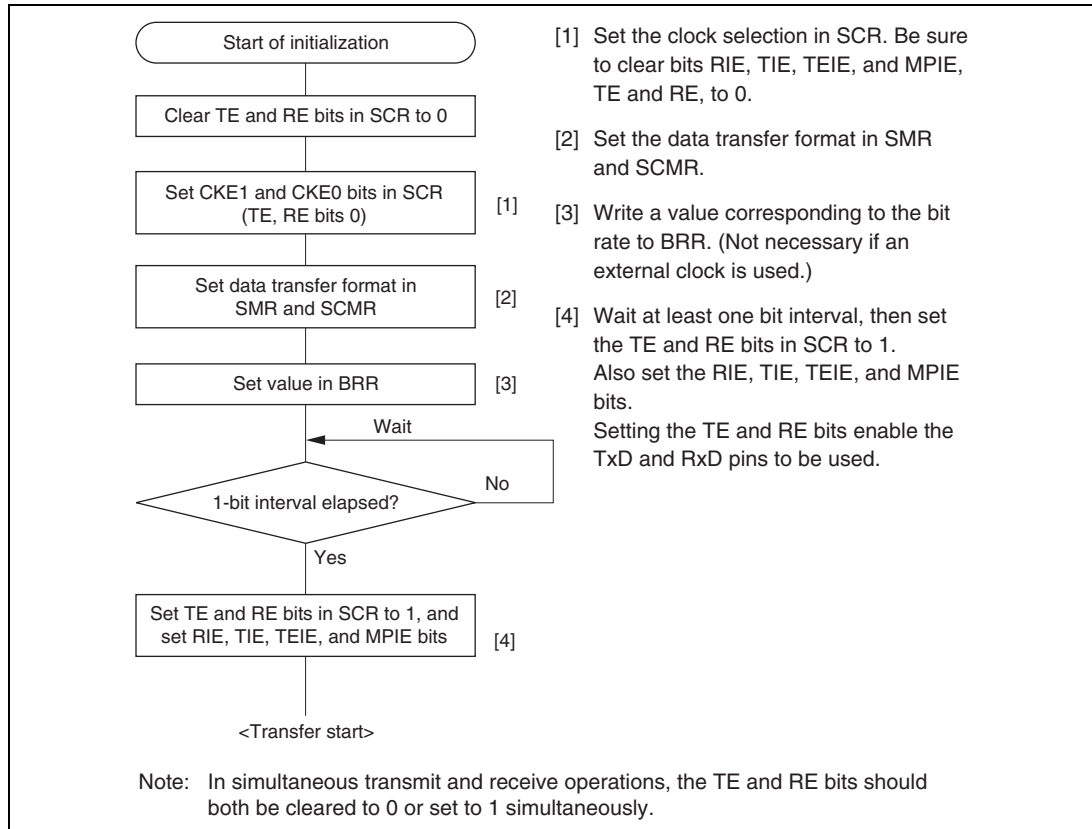 Start of initialization
Clear TE and RE bits in SCR to 0
Set CKE1 and CKE0 bits in SCR
(TE, RE bits 0)
[1]
Set data transfer format in
SMR and SCMR
[2]
Set value in BRR
[3]
Wait
No
1-bit interval elapsed?
Yes
Set TE and RE bits in SCR to 1, and
set RIE, TIE, TEIE, and MPIE bits
[4]
<Transfer start>
[1] Set the clock selection in SCR. Be sure
to clear bits RIE, TIE, TEIE, and MPIE,
TE and RE, to 0.
[2] Set the data transfer format in SMR
and SCMR.
[3] Write a value corresponding to the bit
rate to BRR. (Not necessary if an
external clock is used.)
[4] Wait at least one bit interval, then set
the TE and RE bits in SCR to 1.
Also set the RIE, TIE, TEIE, and MPIE
bits.
Setting the TE and RE bits enable the
TxD and RxD pins to be used.
Note: In simultaneous transmit and receive operations, the TE and RE bits should
both be cleared to 0 or set to 1 simultaneously.